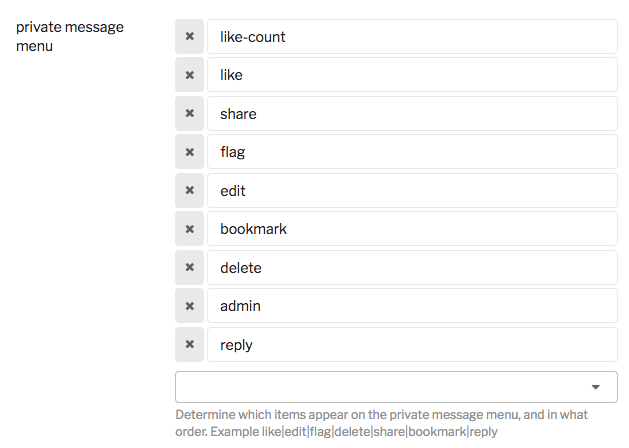 private message
menu
like-count
like
share
flag
edit
bookmark
delete
admin
reply
Determine which items appear on the private message menu, and in what
order. Example like|edit|flag|delete|share|bookmark|reply